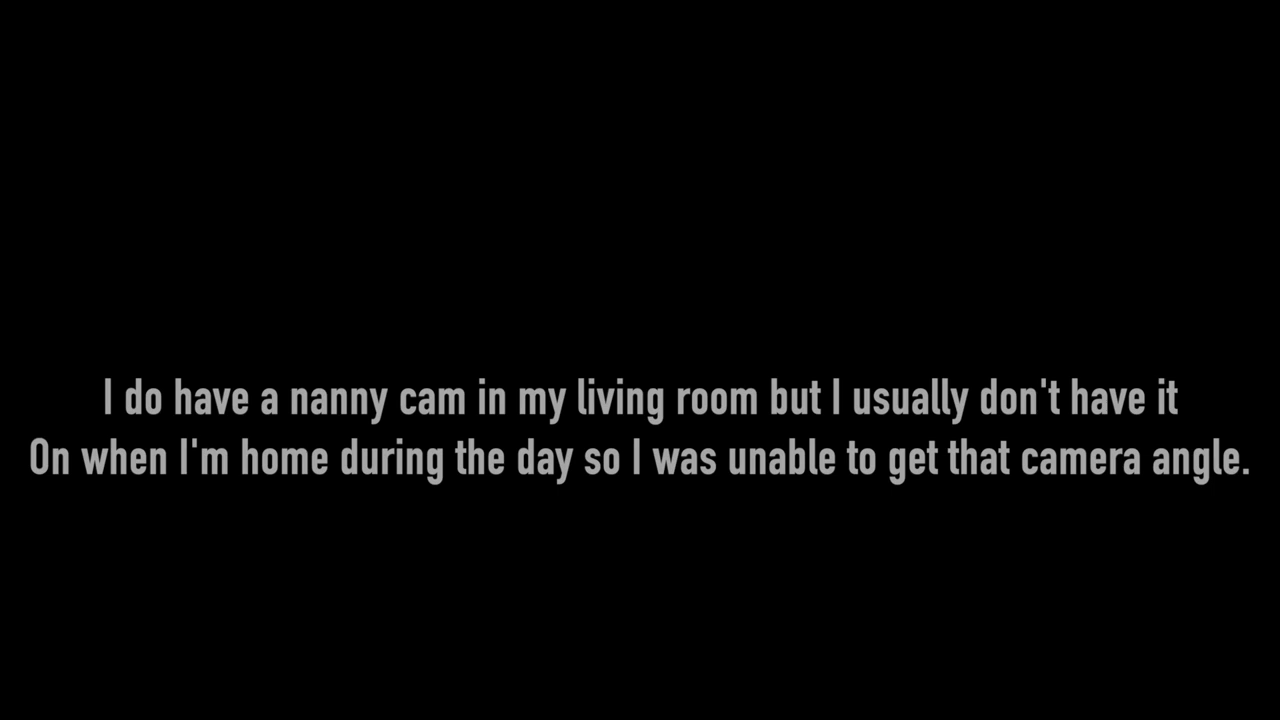 I do have a nanny cam in my living room but I usually don't have it
On when I'm home during the day so I was unable to get that camera angle.